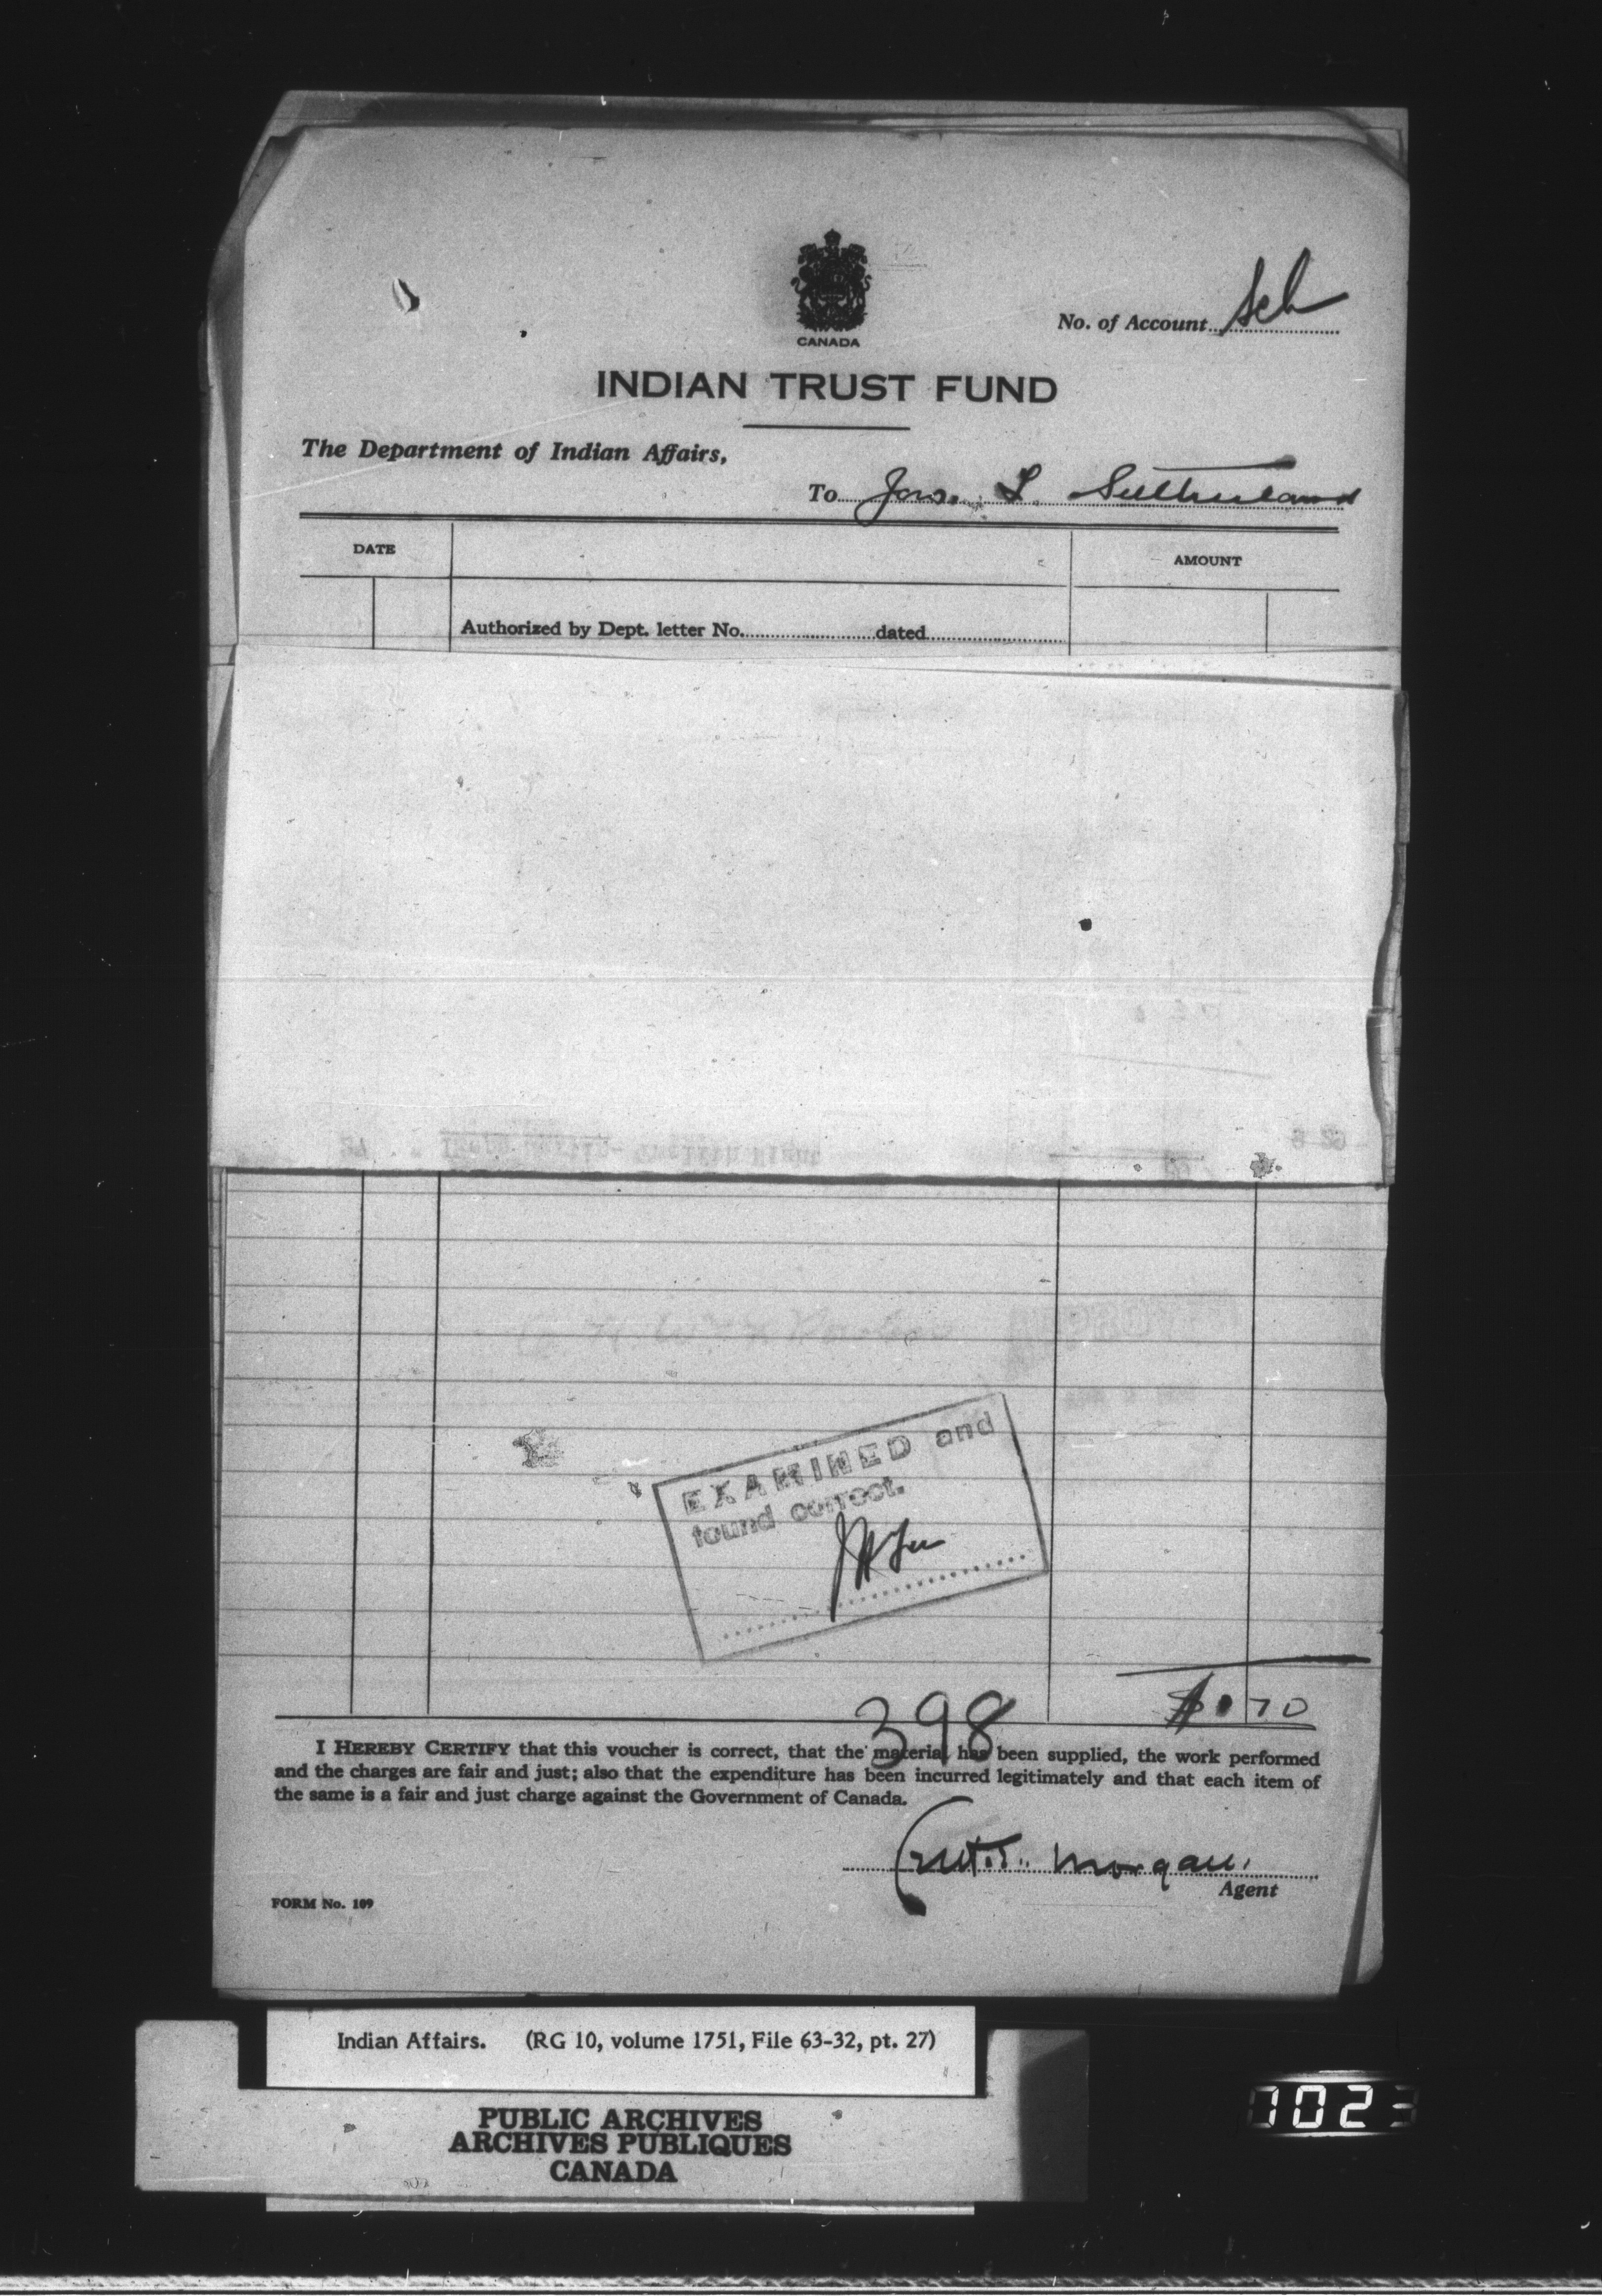 CANADA
No. of Account Sch
INDIAN TRUST FUND
The Department of Indian Affairs,
To Jos. L. Sutherland
DATE
AMOUNT
Authorized by Dept. letter No. dated
EXAMINED and
found correct.
$ . 70
398
I HEREBY CERTIFY that this voucher is correct, that the material has been supplied, the work performed
and the charges are fair and just; also that the expenditure has been incurred legitimately and that each item of
the same is a fair and just charge against the Government of Canada.
Morgan.
Agent
FORM No. 109
Indian Affairs. (RG 10, volume 1751, File 63-32, pt. 27)
PUBLIC ARCHIVES
ARCHIVES PUBLIQUES
CANADA
1023